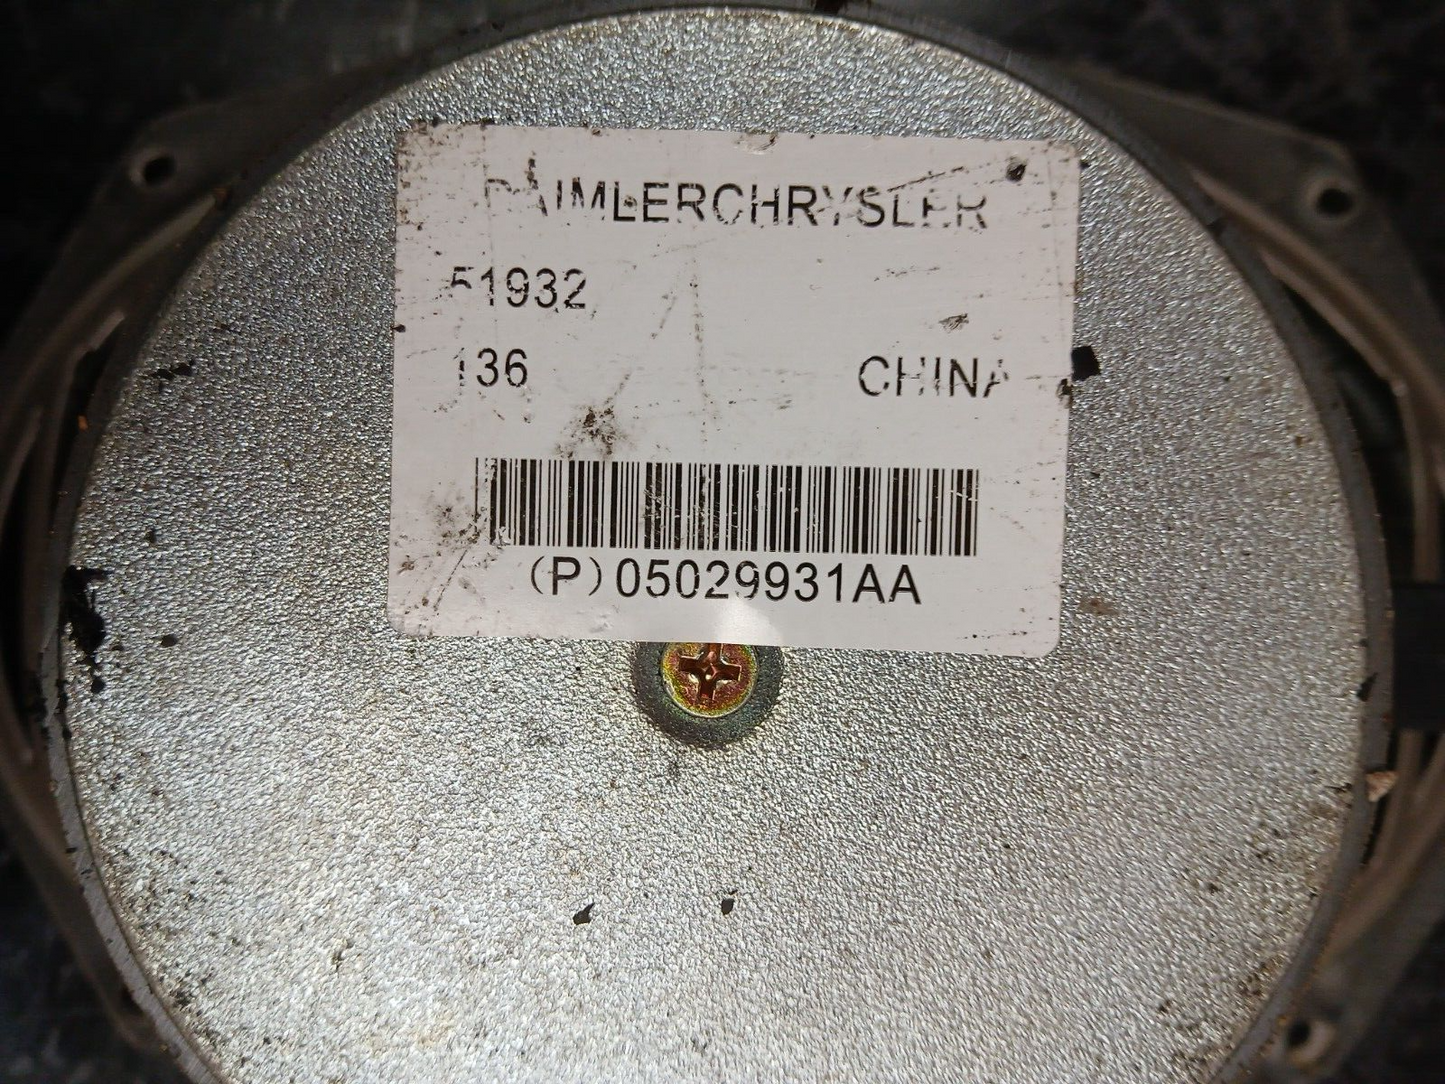 DAIMLERCHRYSLER
51932
136 CHINA
(P)05029931AA